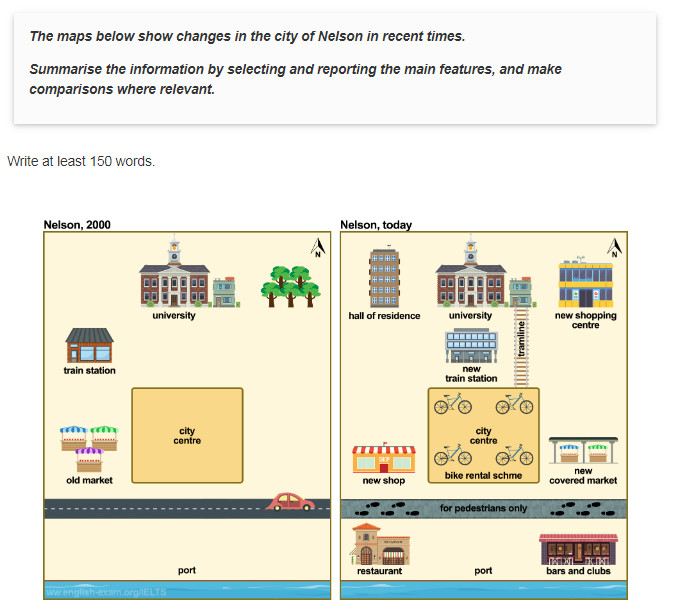 The maps below show changes in the city of Nelson in recent times.
Summarise the information by selecting and reporting the main features, and make
comparisons where relevant.
Write at least 150 words.
Nelson, 2000
N
university
train station
city
centre
old market
port
www.english-exam.org/IELTS
Nelson, today
N
hall of residence
university
new shopping
centre
tramline
new
train station
city
centre
bike rental schme
new shop
new
covered market
for pedestrians only
restaurant
port
bars and clubs